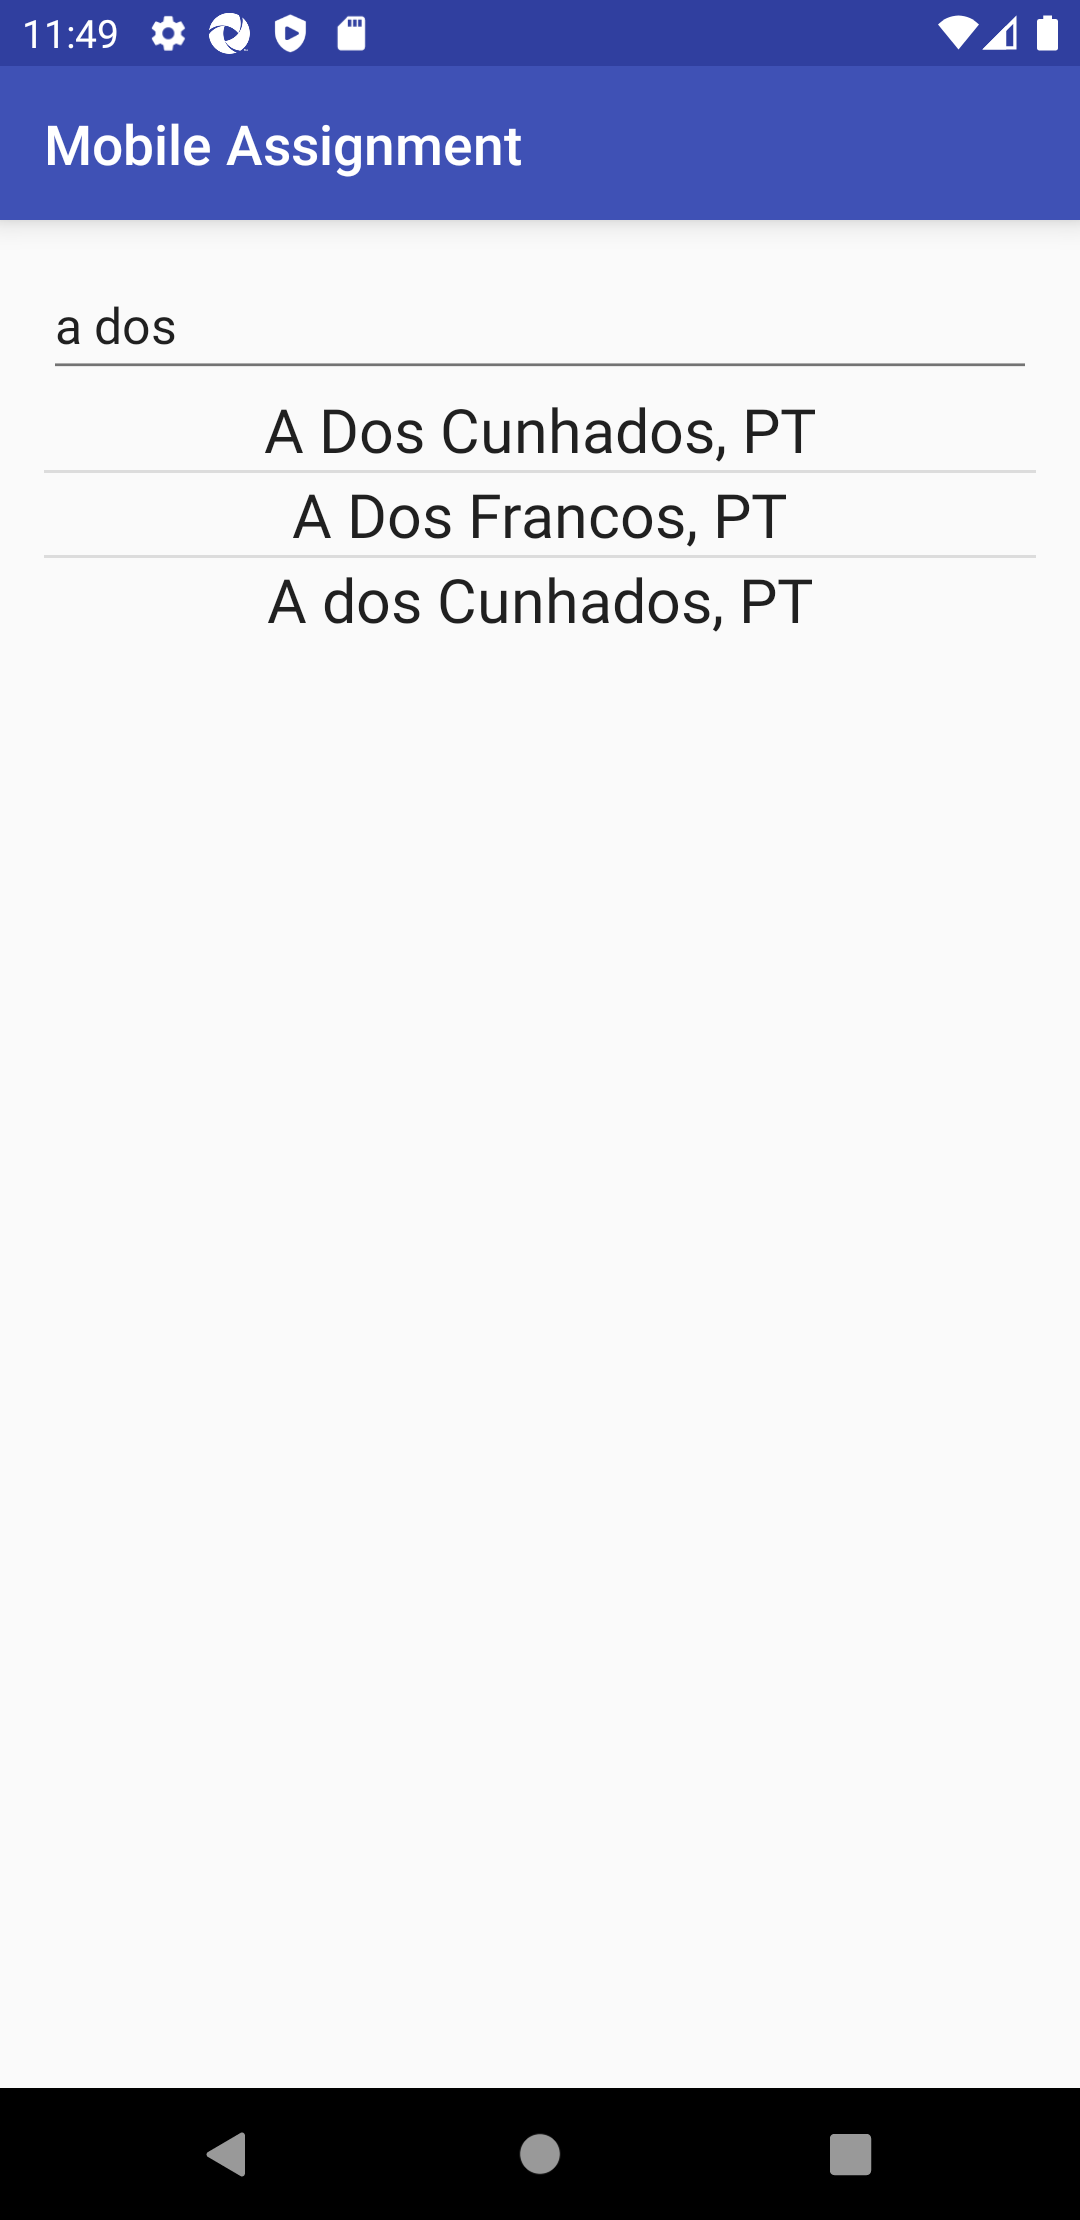 11:49
Mobile Assignment
a dos
A Dos Cunhados, PT
A Dos Francos, PT
A dos Cunhados, PT